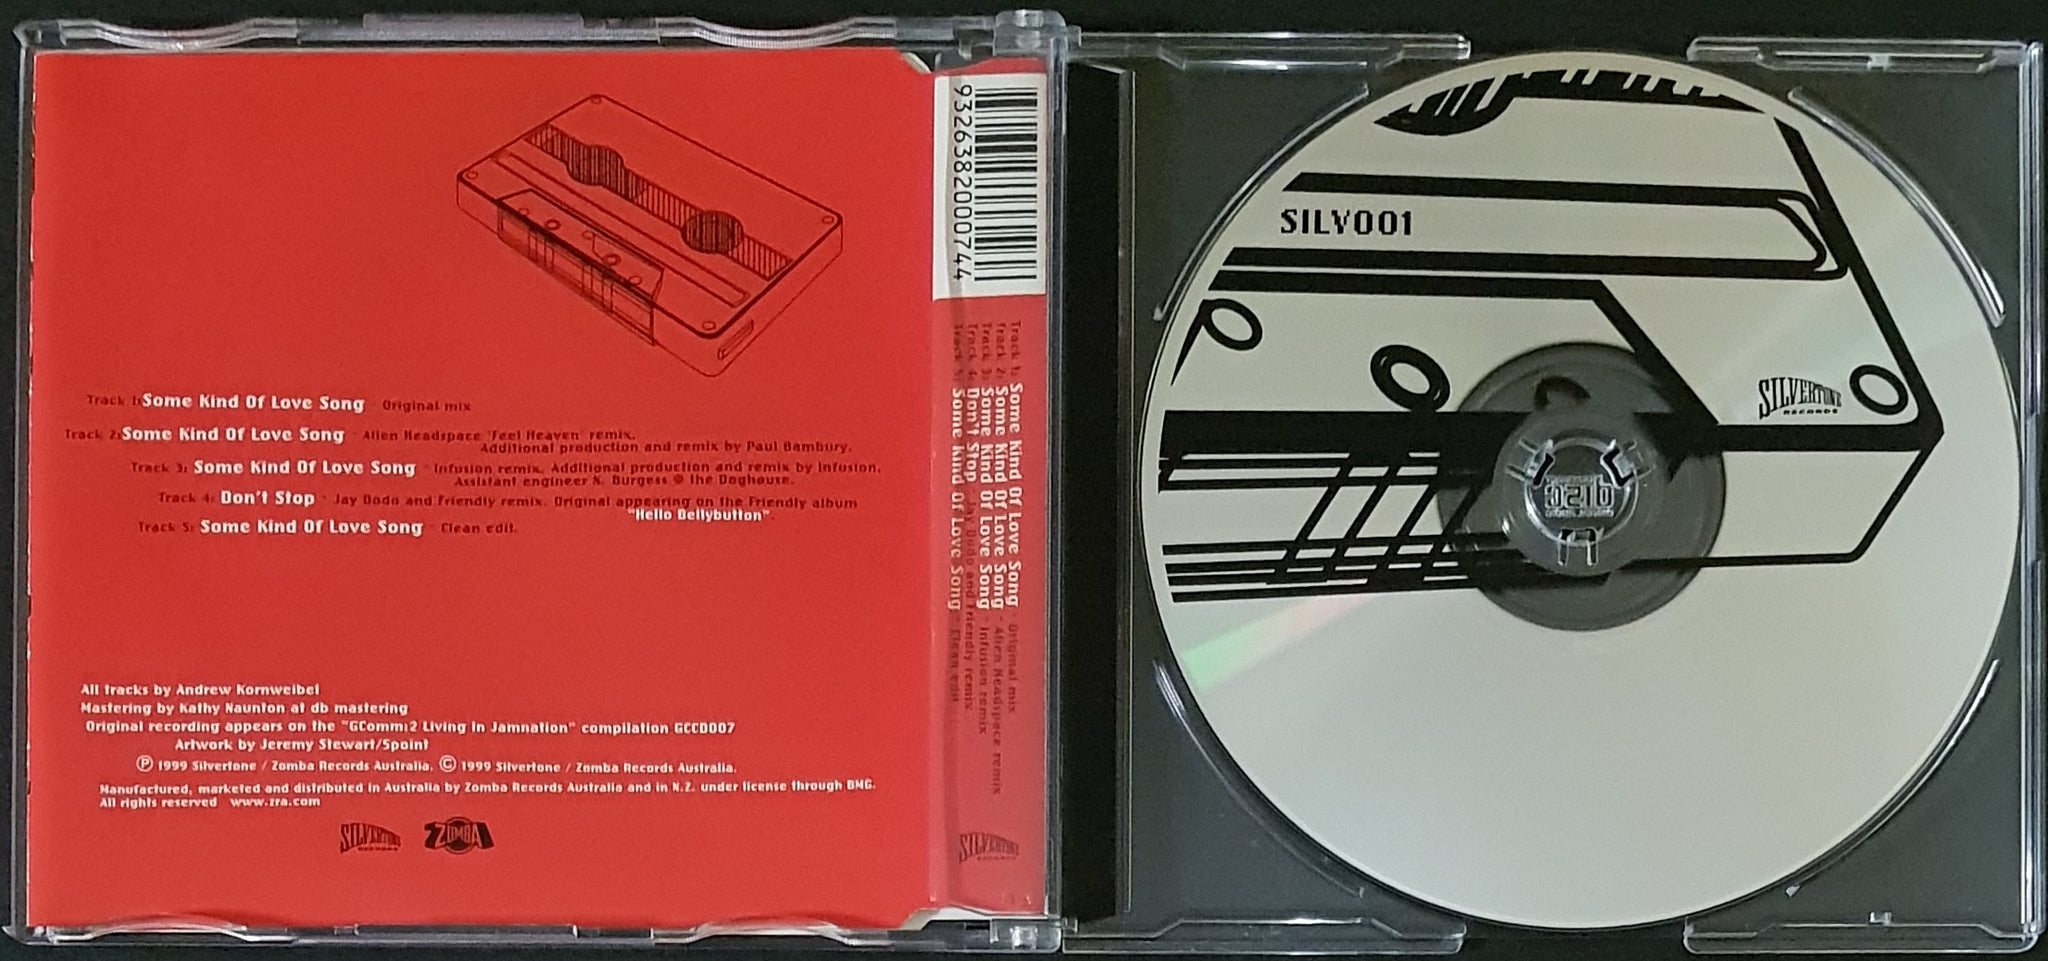 Track 1: Some Kind Of Love Song - Original mix
Track 2: Some Kind Of Love Song - Alien Headspace 'Feel Heaven' remix.
Additional production and remix by Paul Bambury.
Track 3: Some Kind Of Love Song - Infusion remix. Additional production and remix by Infusion.
Assistant engineer N. Burgess @ the Doghouse.
Track 4: Don't Stop - Jay Dodo and Friendly remix. Original appearing on the Friendly album
"Hello Bellybutton".
Track 5: Some Kind Of Love Song - Clean edit.
All tracks by Andrew Kornweibel
Mastering by Kathy Naunton at db mastering
Original recording appears on the "GComm:2 Living In Jamnation" compilation GCCD007
Artwork by Jeremy Stewart/5point
Ⓟ 1999 Silvertone / Zomba Records Australia. © 1999 Silvertone / Zomba Records Australia.
Manufactured, marketed and distributed in Australia by Zomba Records Australia and in N.Z. under license through BMG.
All rights reserved www.zra.com
SILVERTONE
RECORDS
ZOMBA
9326382000744
Track 1: Some Kind Of Love Song - Original mix
Track 2: Some Kind Of Love Song - Alien Headspace remix
Track 3: Some Kind Of Love Song - Infusion remix
Track 4: Don't Stop - Jay Dodo and Friendly remix.
Track 5: Some Kind Of Love Song - Clean edit
SILVERTONE
RECORDS
SILV001
SILVERTONE
RECORDS